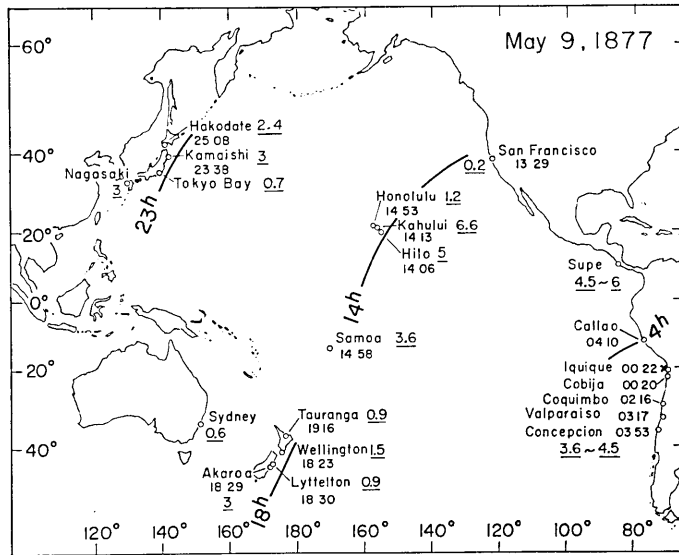 May 9, 1877
60°
40°
20°
0°
20°
40°
Hakodate 2.4
25 08
Kamaishi 3
23 38
Nagasaki
3
Tokyo Bay 0.7
23h
San Francisco
13 29
0.2
Honolulu 1.2
14 53
Kahului 6.6
14 13
Hilo 5
14 06
14h
Supe
4.5~6
Callao
04 10
4h
Samoa 3.6
14 58
Iquique 00 22
Cobija 00 20
Coquimbo 02 16
Valparaiso 03 17
Concepcion 03 53
3.6~4.5
Sydney
0.6
Tauranga 0.9
19 16
Wellington 1.5
18 23
Akaroa
18 29
3
Lyttelton 0.9
18 30
18h
120° 140° 160° 180° 160° 140° 120° 100° 80°